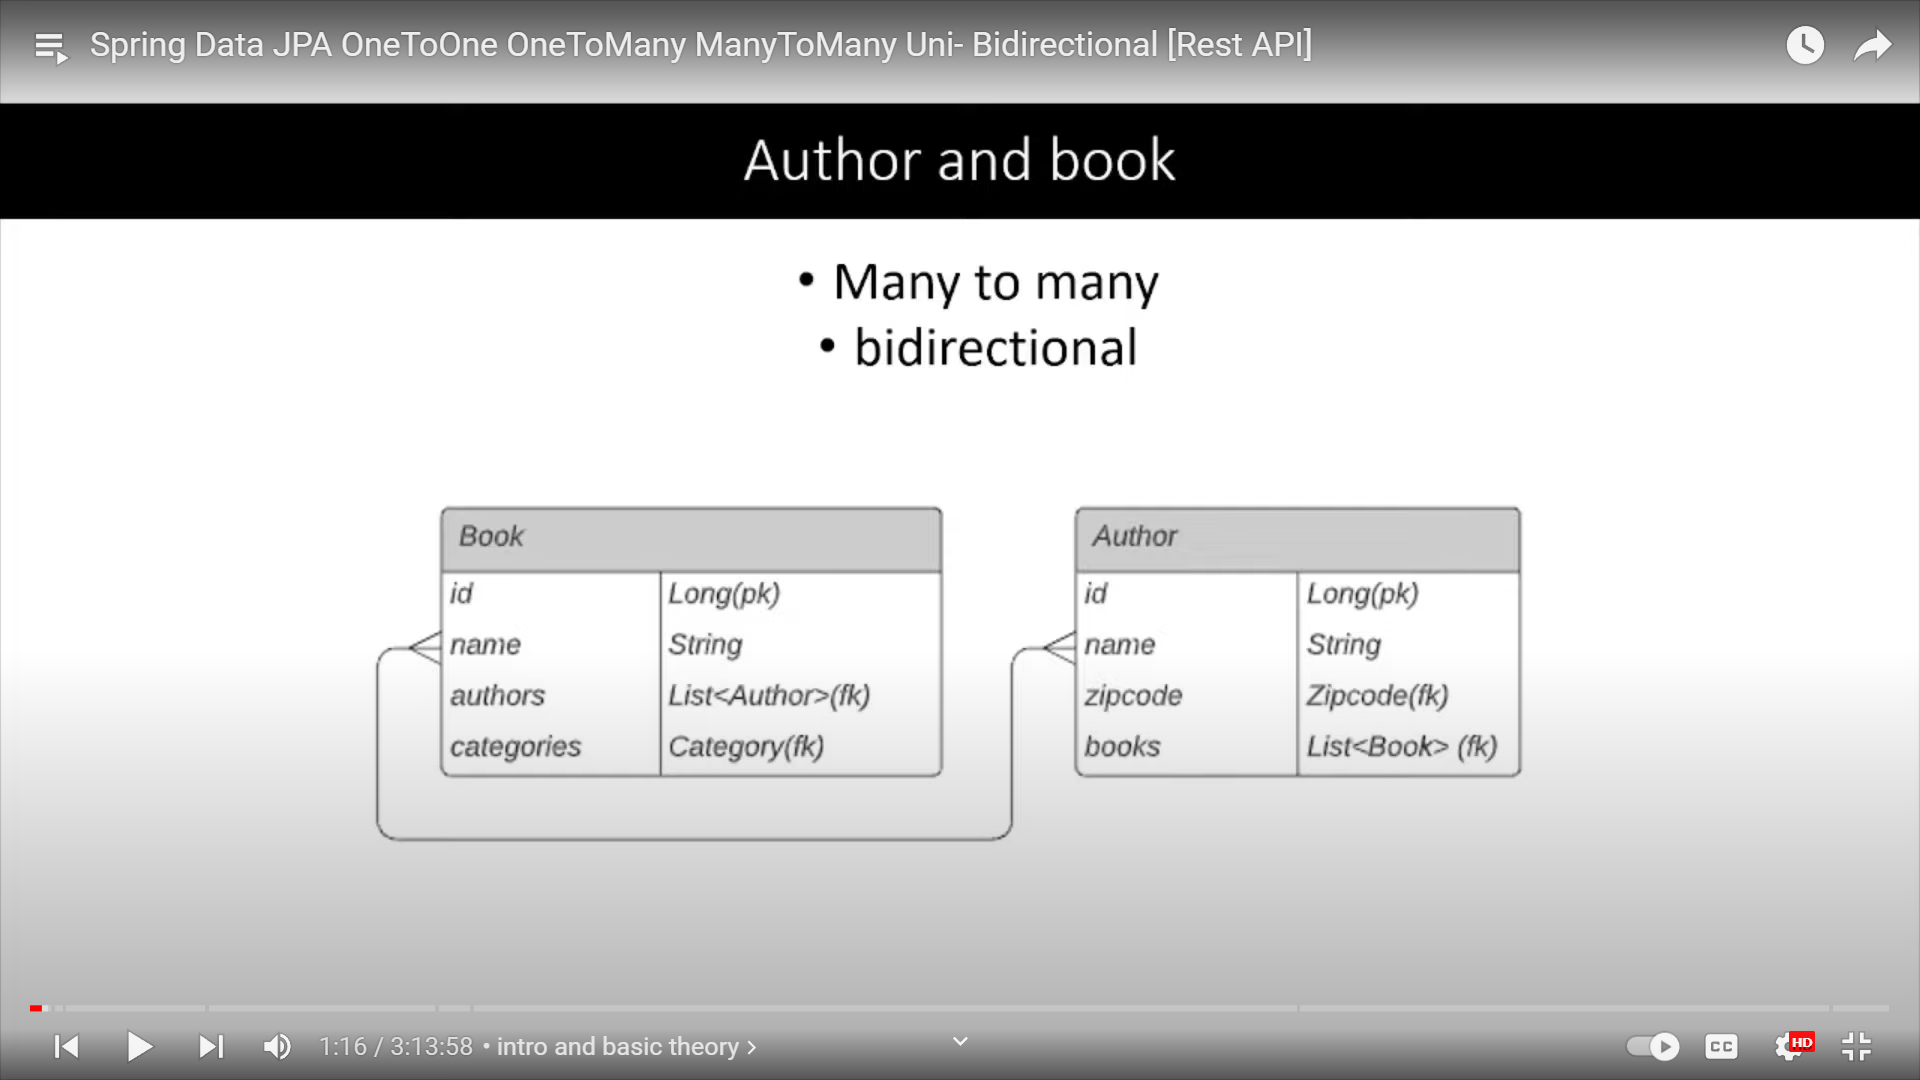 Spring Data JPA OneToOne OneToMany ManyToMany Uni- Bidirectional [Rest API]
Author and book
• Many to many
• bidirectional
Book
id Long(pk)
name String
authors List<Author>(fk)
categories Category(fk)
Author
id Long(pk)
name String
zipcode Zipcode(fk)
books List<Book> (fk)
1:16 / 3:13:58 • intro and basic theory >
CC
HD